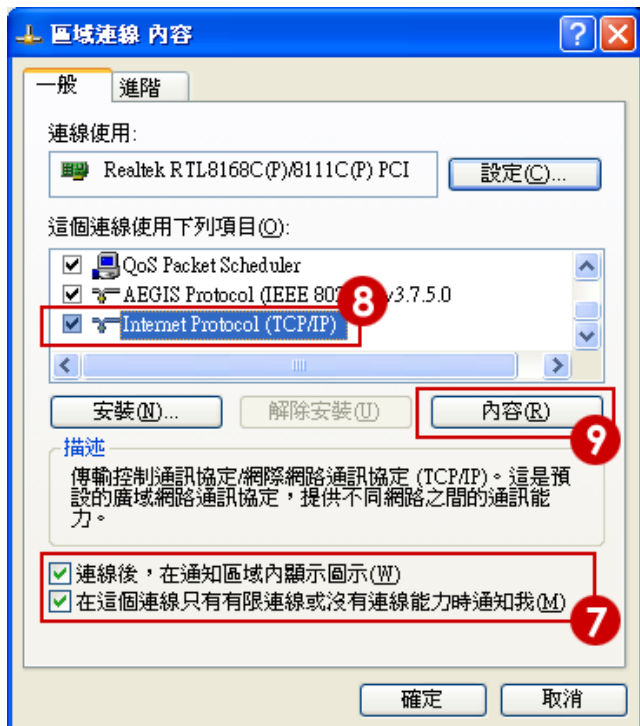 區域連線 內容
一般
進階
連線使用:
Realtek RTL8168C(P)/8111C(P) PCI
設定(C)...
這個連線使用下列項目(O):
QoS Packet Scheduler
AEGIS Protocol (IEEE 802 v3.7.5.0
8
Internet Protocol (TCP/IP)
安裝(N)...
解除安裝(U)
內容(R)
9
描述
傳輸控制通訊協定/網際網路通訊協定 (TCP/IP)。這是預
設的廣域網路通訊協定，提供不同網路之間的通訊能
力。
連線後，在通知區域內顯示圖示(W)
在這個連線只有有限連線或沒有連線能力時通知我(M)
7
確定
取消